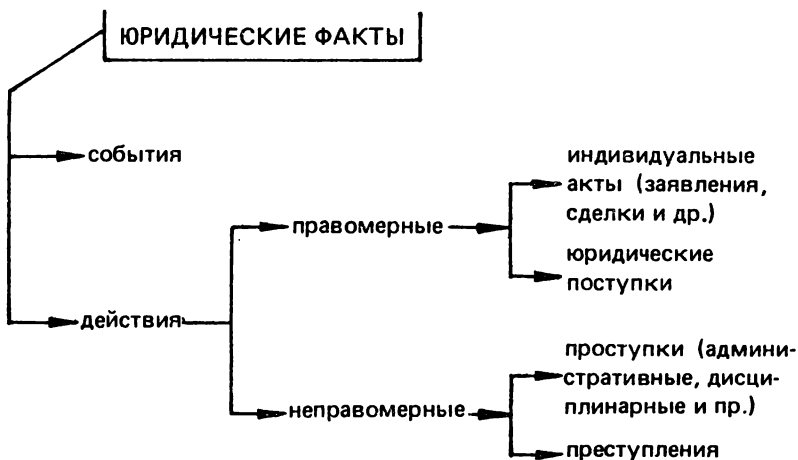 ЮРИДИЧЕСКИЕ ФАКТЫ
события
действия
правомерные
индивидуальные
акты (заявления,
сделки и др.)
юридические
поступки
неправомерные
проступки (админи-
стративные, дисци-
плинарные и пр.)
преступления